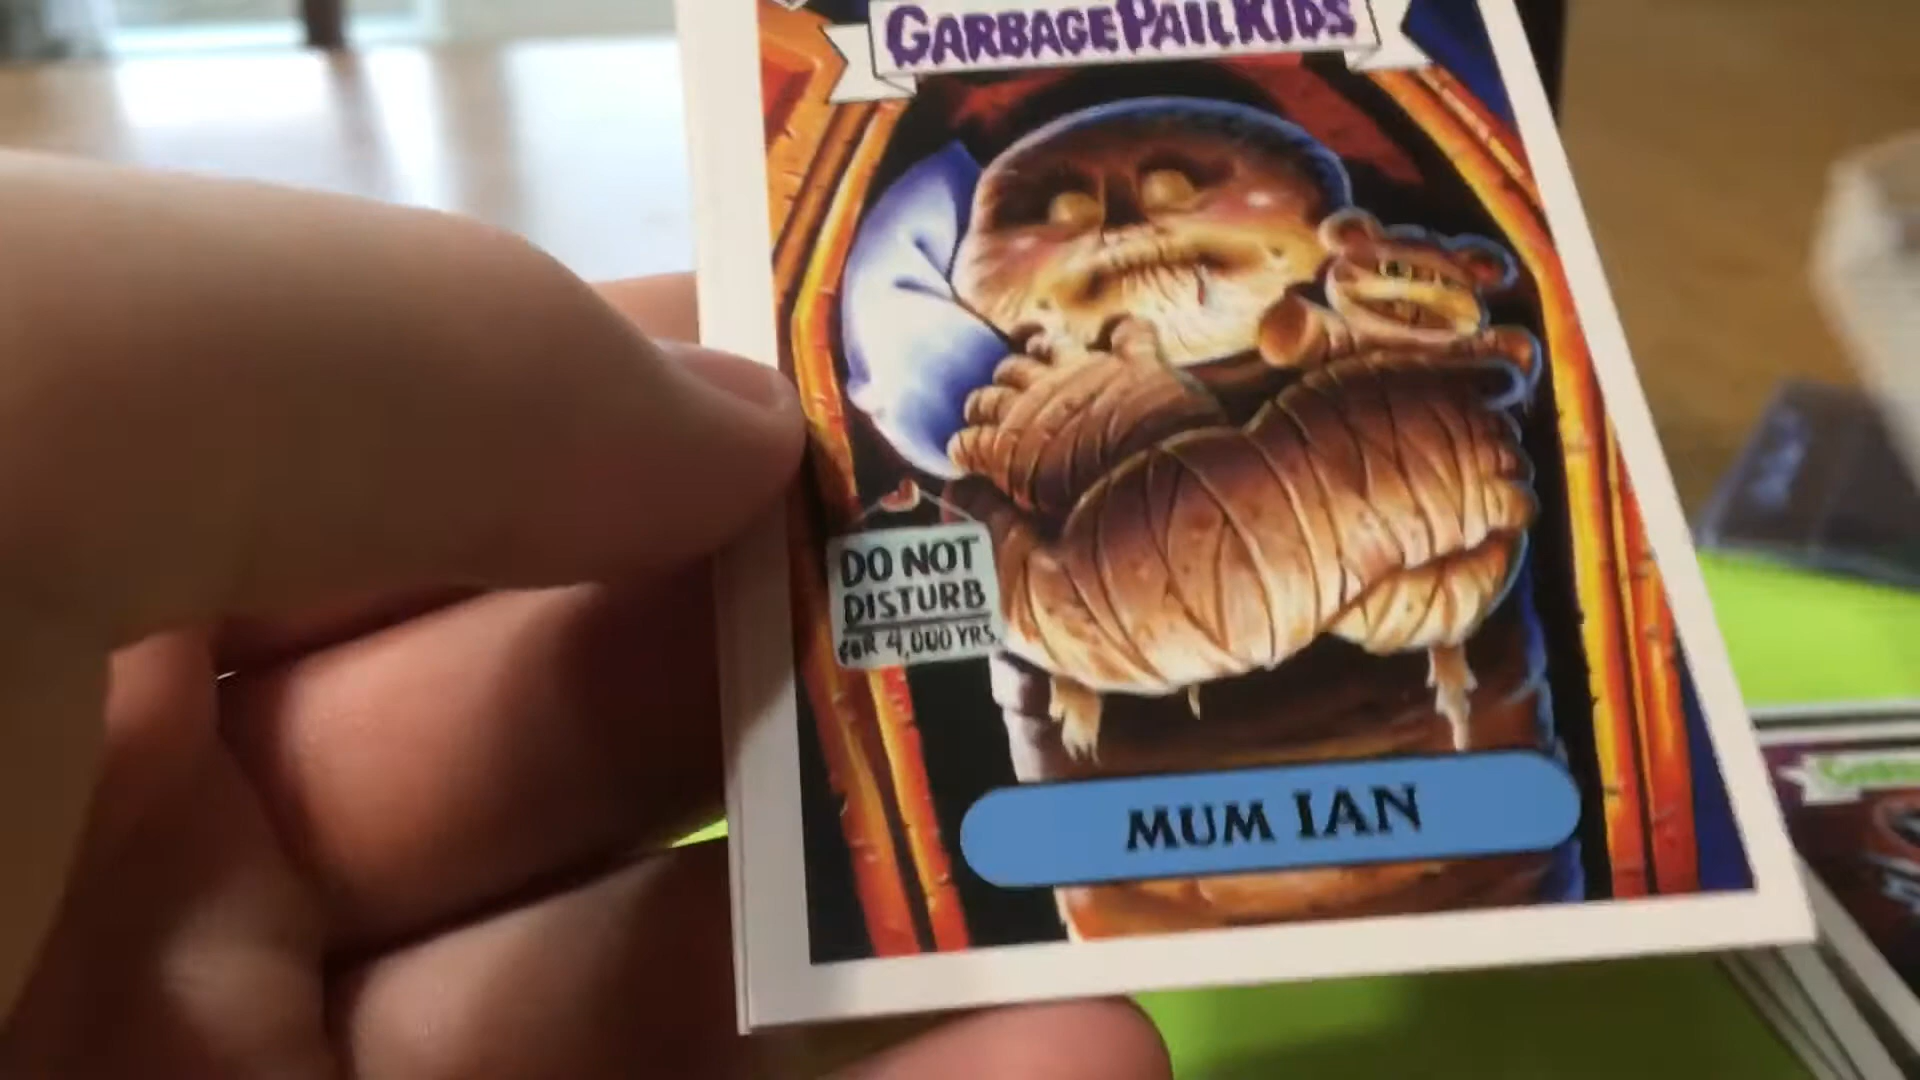 GARBAGE PAIL KIDS
DO NOT
DISTURB
FOR 4,000 YRS.
MUM IAN